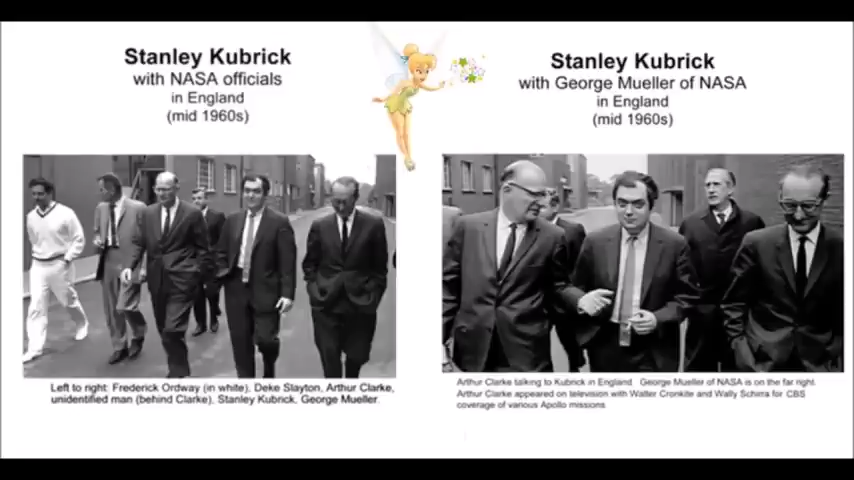 Stanley Kubrick
with NASA officials
in England
(mid 1960s)
Left to right: Frederick Ordway (in white), Deke Slayton, Arthur Clarke,
unidentified man (behind Clarke), Stanley Kubrick, George Mueller.
Stanley Kubrick
with George Mueller of NASA
in England
(mid 1960s)
Arthur Clarke talking to Kubrick in England. George Mueller of NASA is on the far right.
Arthur Clarke appeared on television with Walter Cronkite and Wally Schirra for CBS
coverage of various Apollo missions